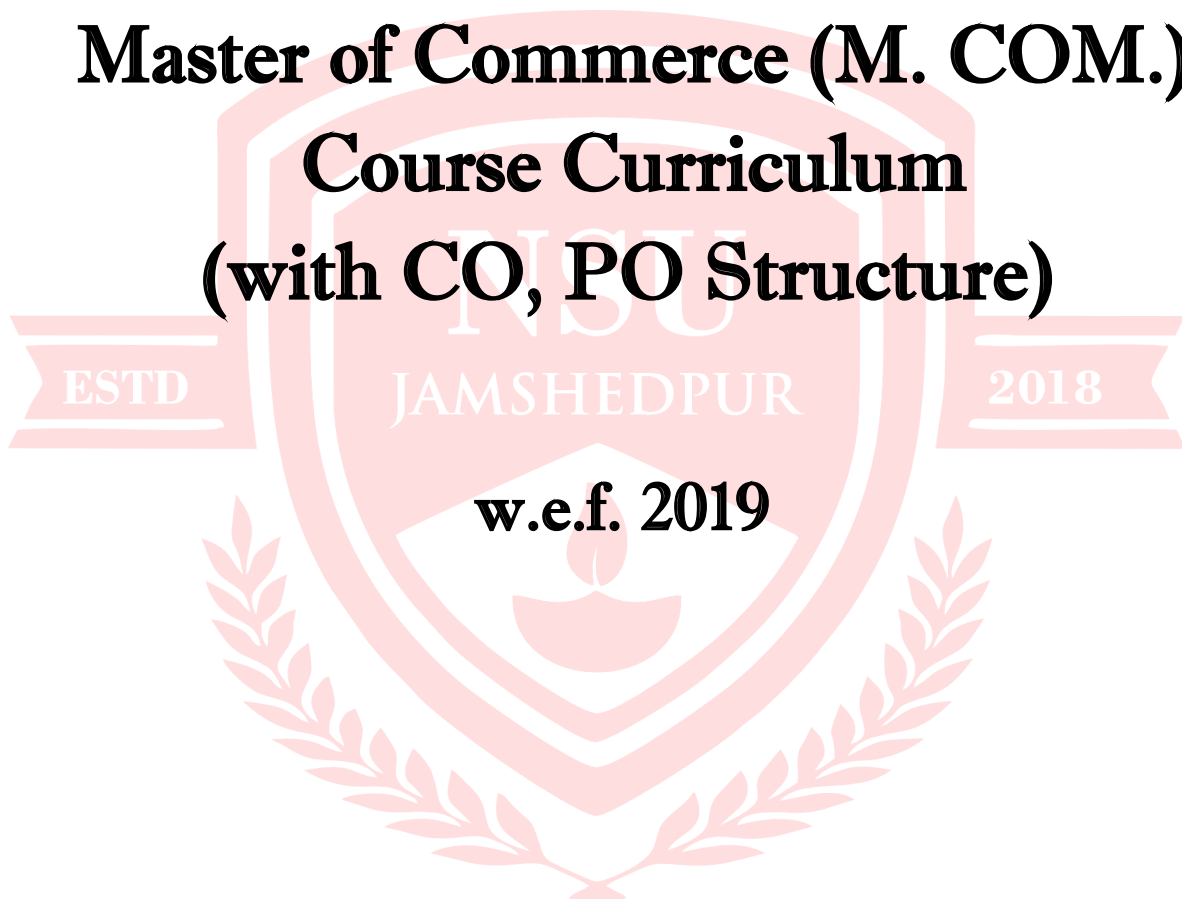 Master of Commerce (M. COM.)
Course Curriculum
(with CO, PO Structure)
NSU
JAMSHEDPUR
ESTD
2018
w.e.f. 2019